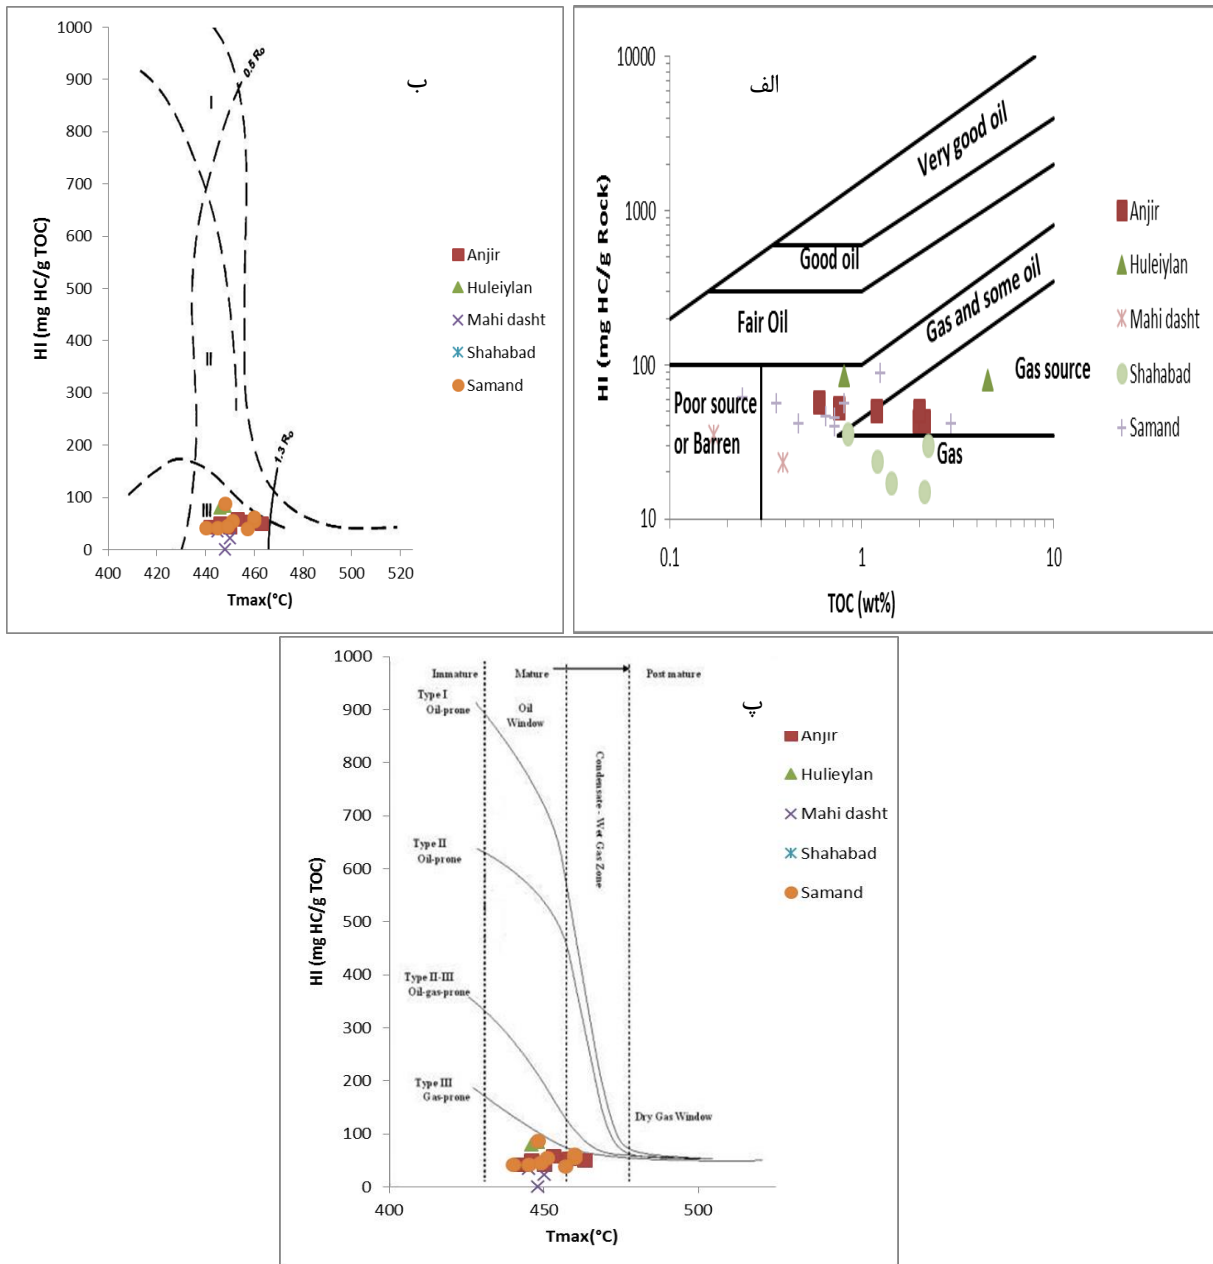 ب
HI (mg HC/g TOC)
1000
900
800
700
600
500
400
300
200
100
0
400
420
440
460
480
500
520
Tmax(°C)
I
II
III
0.5 Ro
1.3 Ro
Anjir
Huleiylan
Mahi dasht
Shahabad
Samand
الف
HI (mg HC/g Rock)
10000
1000
100
10
0.1
1
10
TOC (wt%)
Very good oil
Good oil
Fair Oil
Gas and some oil
Gas source
Poor source
or Barren
Gas
Anjir
Huleiylan
Mahi dasht
Shahabad
Samand
پ
HI (mg HC/g TOC)
1000
900
800
700
600
500
400
300
200
100
0
400
450
500
Tmax(°C)
Immature
Mature
Post mature
Type I
Oil-prone
Oil
Window
Condensate - Wet Gas Zone
Type II
Oil-prone
Type II-III
Oil-gas-prone
Type III
Gas-prone
Dry Gas Window
Anjir
Hulieylan
Mahi dasht
Shahabad
Samand